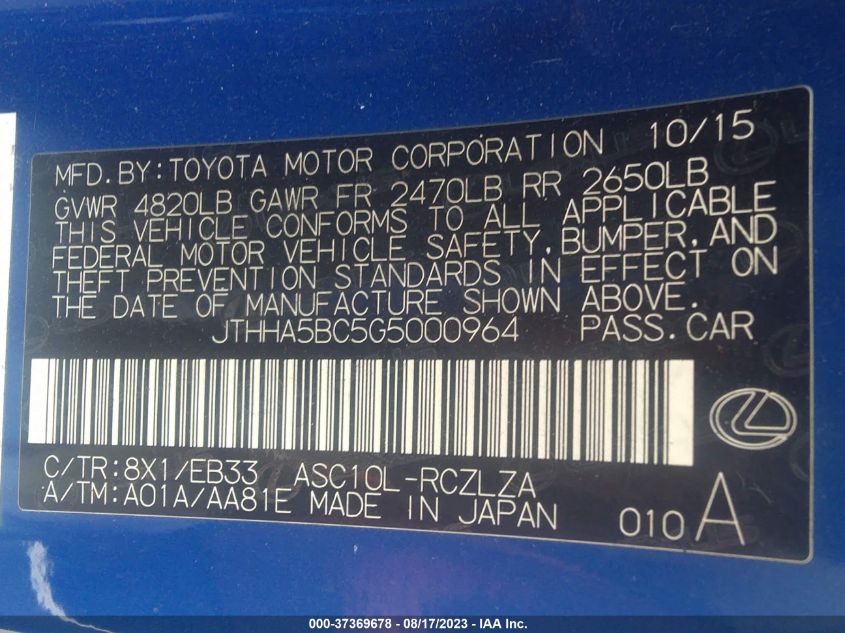 MFD.BY:TOYOTA MOTOR CORPORATION 10/15
GVWR 4820LB GAWR FR 2470LB RR 2650LB
THIS VEHICLE CONFORMS TO ALL APPLICABLE
FEDERAL MOTOR VEHICLE SAFETY,BUMPER,AND
THEFT PREVENTION STANDARDS IN EFFECT ON
THE DATE OF MANUFACTURE SHOWN ABOVE.
JTHHA5BC5G5000964 PASS.CAR
C/TR:8X1/EB33 ASC10L-RCZLZA
A/TM:A01A/AA81E MADE IN JAPAN 010 A
000-37369678 - 08/17/2023 - IAA Inc.